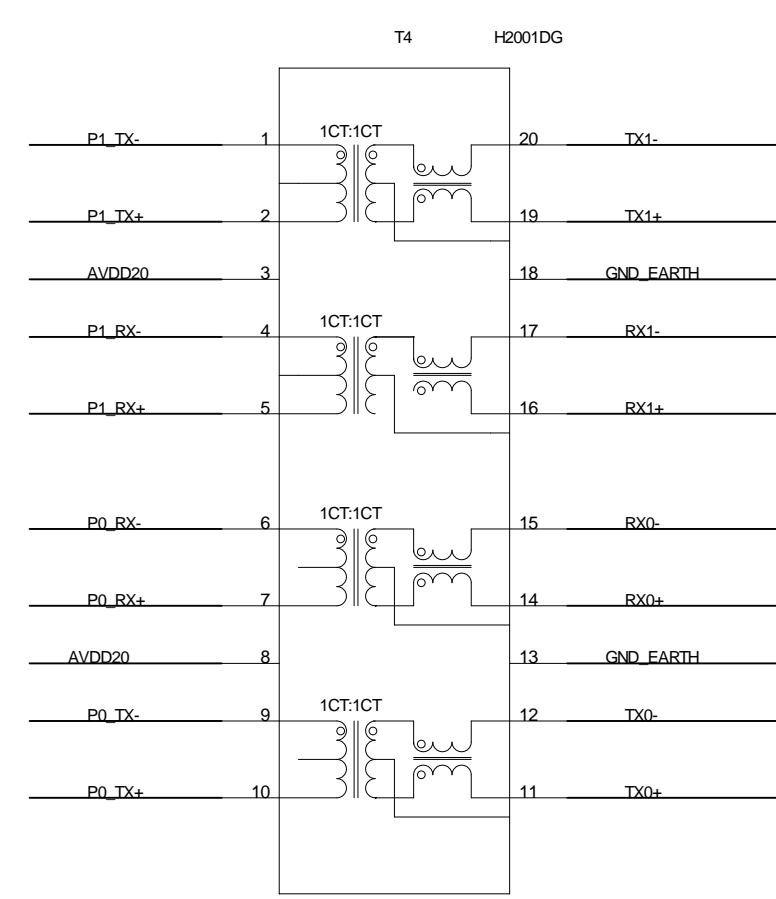 T4 H2001DG
1CT:1CT
P1_TX- 1 20 TX1-
P1_TX+ 2 19 TX1+
AVDD20 3 18 GND_EARTH
1CT:1CT
P1_RX- 4 17 RX1-
P1_RX+ 5 16 RX1+
1CT:1CT
P0_RX- 6 15 RX0-
P0_RX+ 7 14 RX0+
AVDD20 8 13 GND_EARTH
1CT:1CT
P0_TX- 9 12 TX0-
P0_TX+ 10 11 TX0+